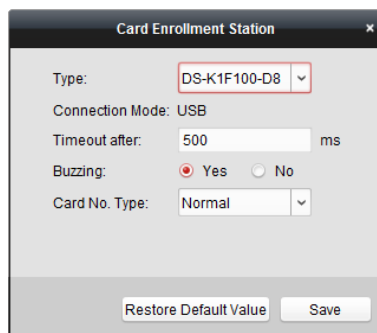 Card Enrollment Station ×
Type: DS-K1F100-D8
Connection Mode: USB
Timeout after: 500 ms
Buzzing: Yes No
Card No. Type: Normal
Restore Default Value Save